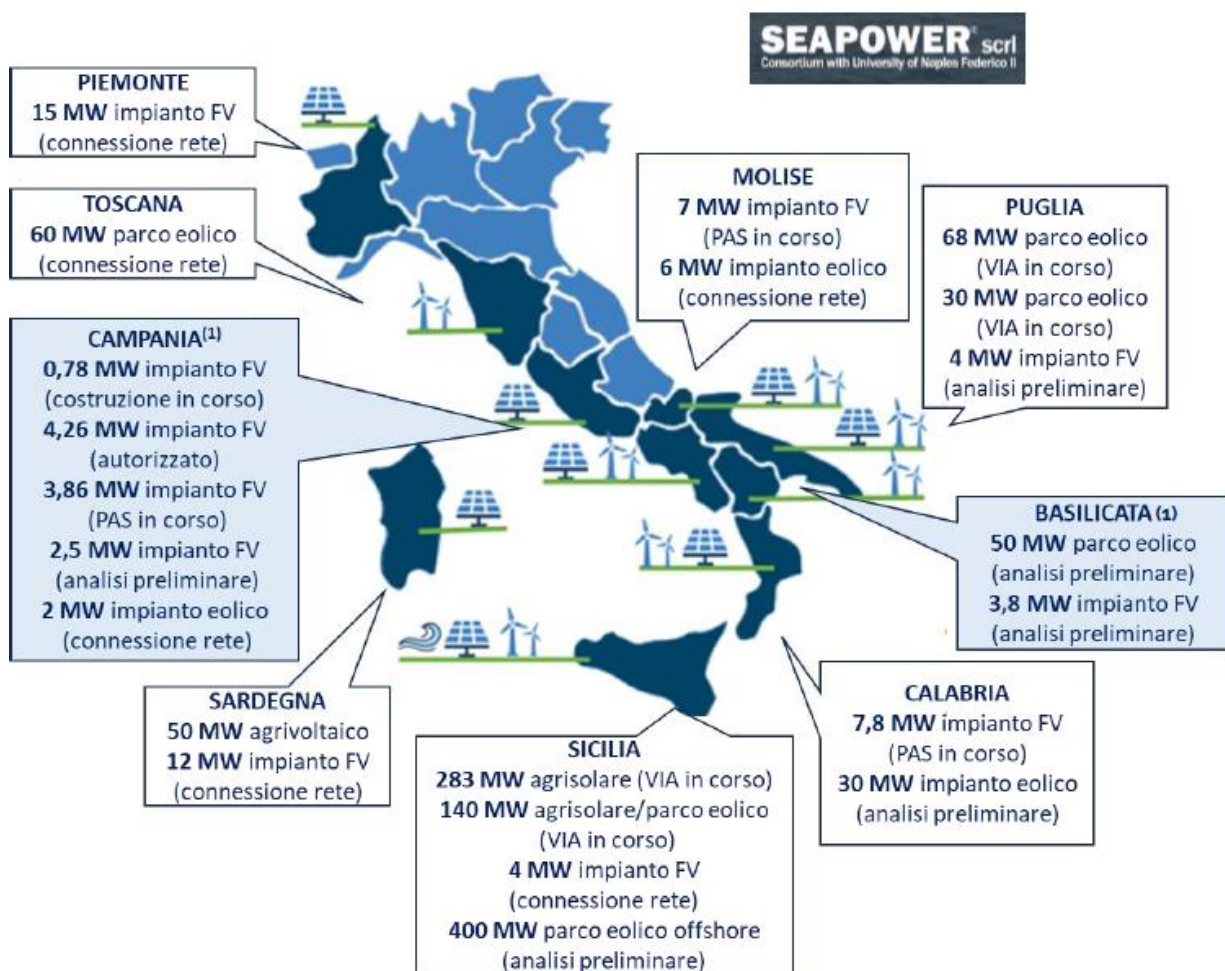 SEAPOWER® scrl
Consortium with University of Naples Federico II
PIEMONTE
15 MW impianto FV
(connessione rete)
TOSCANA
60 MW parco eolico
(connessione rete)
MOLISE
7 MW impianto FV
(PAS in corso)
6 MW impianto eolico
(connessione rete)
PUGLIA
68 MW parco eolico
(VIA in corso)
30 MW parco eolico
(VIA in corso)
4 MW impianto FV
(analisi preliminare)
CAMPANIA(1)
0,78 MW impianto FV
(costruzione in corso)
4,26 MW impianto FV
(autorizzato)
3,86 MW impianto FV
(PAS in corso)
2,5 MW impianto FV
(analisi preliminare)
2 MW impianto eolico
(connessione rete)
BASILICATA (1)
50 MW parco eolico
(analisi preliminare)
3,8 MW impianto FV
(analisi preliminare)
SARDEGNA
50 MW agrivoltaico
12 MW impianto FV
(connessione rete)
SICILIA
283 MW agrisolare (VIA in corso)
140 MW agrisolare/parco eolico
(VIA in corso)
4 MW impianto FV
(connessione rete)
400 MW parco eolico offshore
(analisi preliminare)
CALABRIA
7,8 MW impianto FV
(PAS in corso)
30 MW impianto eolico
(analisi preliminare)